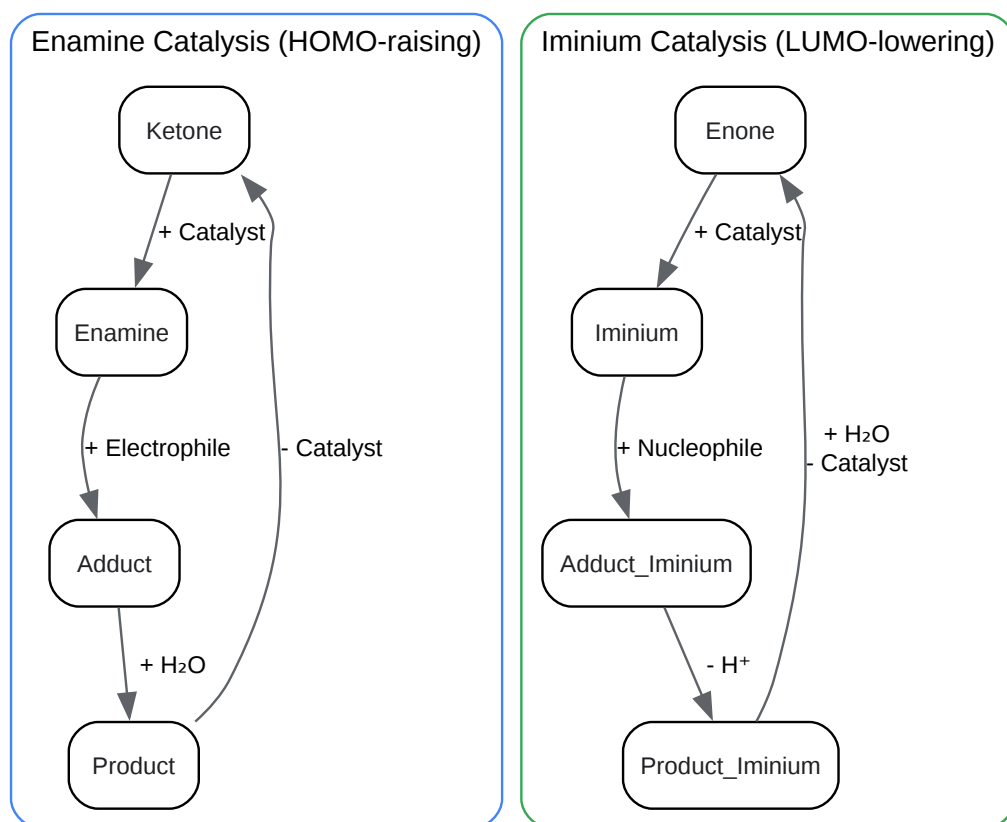 Enamine Catalysis (HOMO-raising)
Ketone
+ Catalyst
Enamine
+ Electrophile
- Catalyst
Adduct
+ H₂O
Product
Iminium Catalysis (LUMO-lowering)
Enone
+ Catalyst
Iminium
+ Nucleophile
+ H₂O
- Catalyst
Adduct_Iminium
- H⁺
Product_Iminium